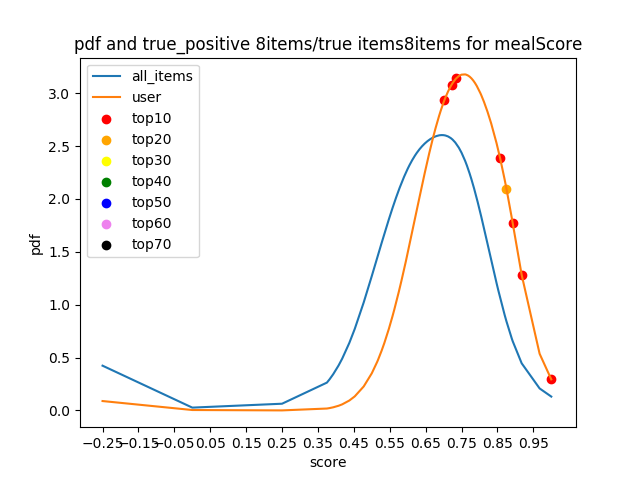 pdf and true_positive 8items/true items8items for mealScore
all_items
user
top10
top20
top30
top40
top50
top60
top70
3.0
2.5
2.0
1.5
1.0
0.5
0.0
pdf
−0.25 −0.15 −0.05 0.05 0.15 0.25 0.35 0.45 0.55 0.65 0.75 0.85 0.95
score